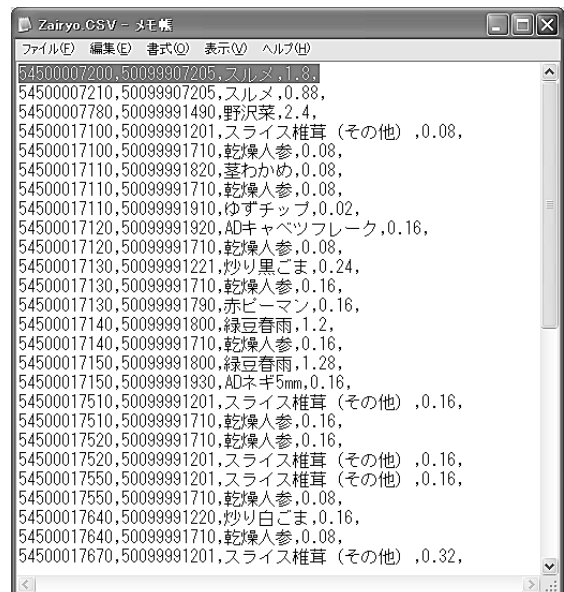 Zairyo.CSV - メモ帳
ファイル(F) 編集(E) 書式(O) 表示(V) ヘルプ(H)
54500007200,50099907205,スルメ,1.8,
54500007210,50099907205,スルメ,0.88,
54500007780,50099991490,野沢菜,2.4,
54500017100,50099991201,スライス椎茸（その他）,0.08,
54500017100,50099991710,乾燥人参,0.08,
54500017110,50099991820,茎わかめ,0.08,
54500017110,50099991710,乾燥人参,0.08,
54500017110,50099991910,ゆずチップ,0.02,
54500017120,50099991920,ADキャベツフレーク,0.16,
54500017120,50099991710,乾燥人参,0.08,
54500017130,50099991221,炒り黒ごま,0.24,
54500017130,50099991710,乾燥人参,0.16,
54500017130,50099991790,赤ピーマン,0.16,
54500017140,50099991800,緑豆春雨,1.2,
54500017140,50099991710,乾燥人参,0.16,
54500017150,50099991800,緑豆春雨,1.28,
54500017150,50099991930,ADネギ5mm,0.16,
54500017510,50099991201,スライス椎茸（その他）,0.16,
54500017510,50099991710,乾燥人参,0.16,
54500017520,50099991710,乾燥人参,0.16,
54500017520,50099991201,スライス椎茸（その他）,0.16,
54500017550,50099991201,スライス椎茸（その他）,0.16,
54500017550,50099991710,乾燥人参,0.08,
54500017640,50099991220,炒り白ごま,0.16,
54500017640,50099991710,乾燥人参,0.08,
54500017670,50099991201,スライス椎茸（その他）,0.32,